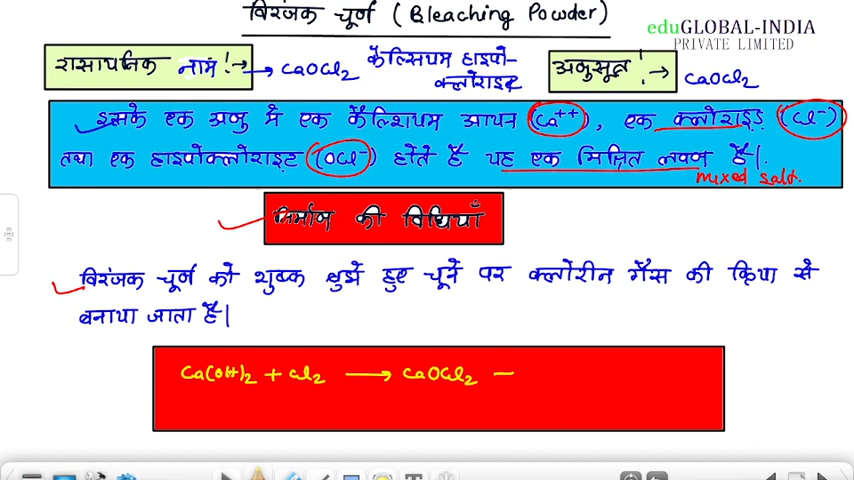 विरंजक चूर्ण (Bleaching Powder)
eduGLOBAL-INDIA
PRIVATE LIMITED
रासायनिक नाम !→ → CaOCl2 कैल्सियम हाइपो-
क्लोराइट
अणुसूत्र !→ CaOCl2
इसके एक अणु में एक कैल्शियम आयन (Ca++), एक क्लोराइड (Cl-)
तथा एक हाइपोक्लोराइट (OCl-) होते है यह एक मिश्रित लवण है।
mixed salt.
निर्माण की विधियाँ
विरंजक चूर्ण को शुष्क बुझे हुए चूने पर क्लोरीन गैस की क्रिया से
बनाया जाता है।
Ca(OH)2 + Cl2 → CaOCl2 –